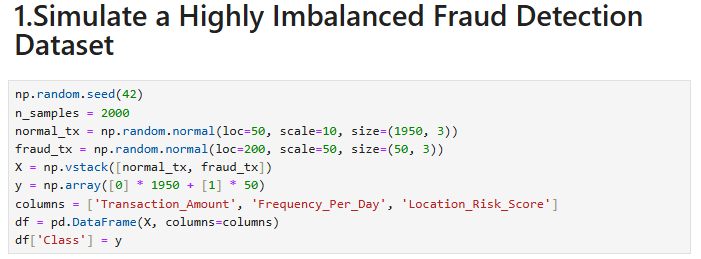 1.Simulate a Highly Imbalanced Fraud Detection
Dataset
np.random.seed(42)
n_samples = 2000
normal_tx = np.random.normal(loc=50, scale=10, size=(1950, 3))
fraud_tx = np.random.normal(loc=200, scale=50, size=(50, 3))
X = np.vstack([normal_tx, fraud_tx])
y = np.array([0] * 1950 + [1] * 50)
columns = ['Transaction_Amount', 'Frequency_Per_Day', 'Location_Risk_Score']
df = pd.DataFrame(X, columns=columns)
df['Class'] = y